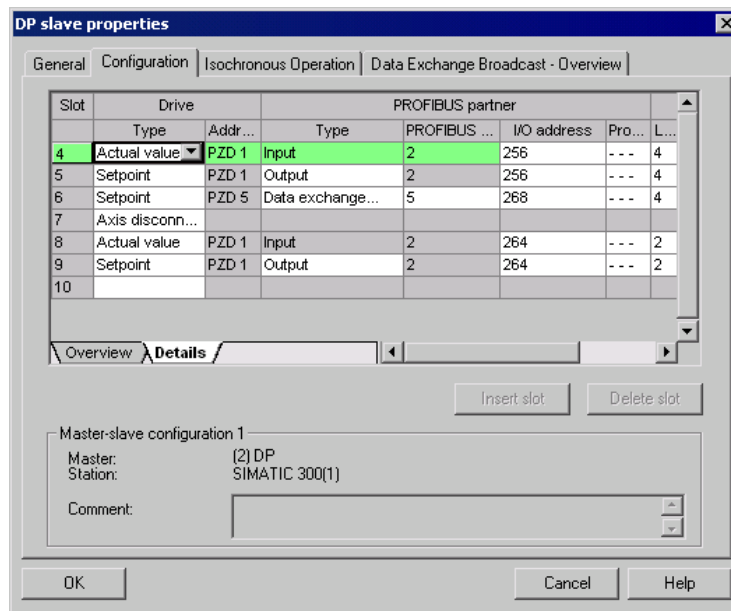 DP slave properties
General Configuration Isochronous Operation Data Exchange Broadcast - Overview
Slot Drive PROFIBUS partner
Type Addr... Type PROFIBUS ... I/O address Pro... L...
4 Actual value PZD 1 Input 2 256 - - - 4
5 Setpoint PZD 1 Output 2 256 - - - 4
6 Setpoint PZD 5 Data exchange... 5 268 - - - 4
7 Axis disconn...
8 Actual value PZD 1 Input 2 264 - - - 2
9 Setpoint PZD 1 Output 2 264 - - - 2
10
Overview Details
Insert slot Delete slot
Master-slave configuration 1
Master: (2) DP
Station: SIMATIC 300(1)
Comment:
OK Cancel Help